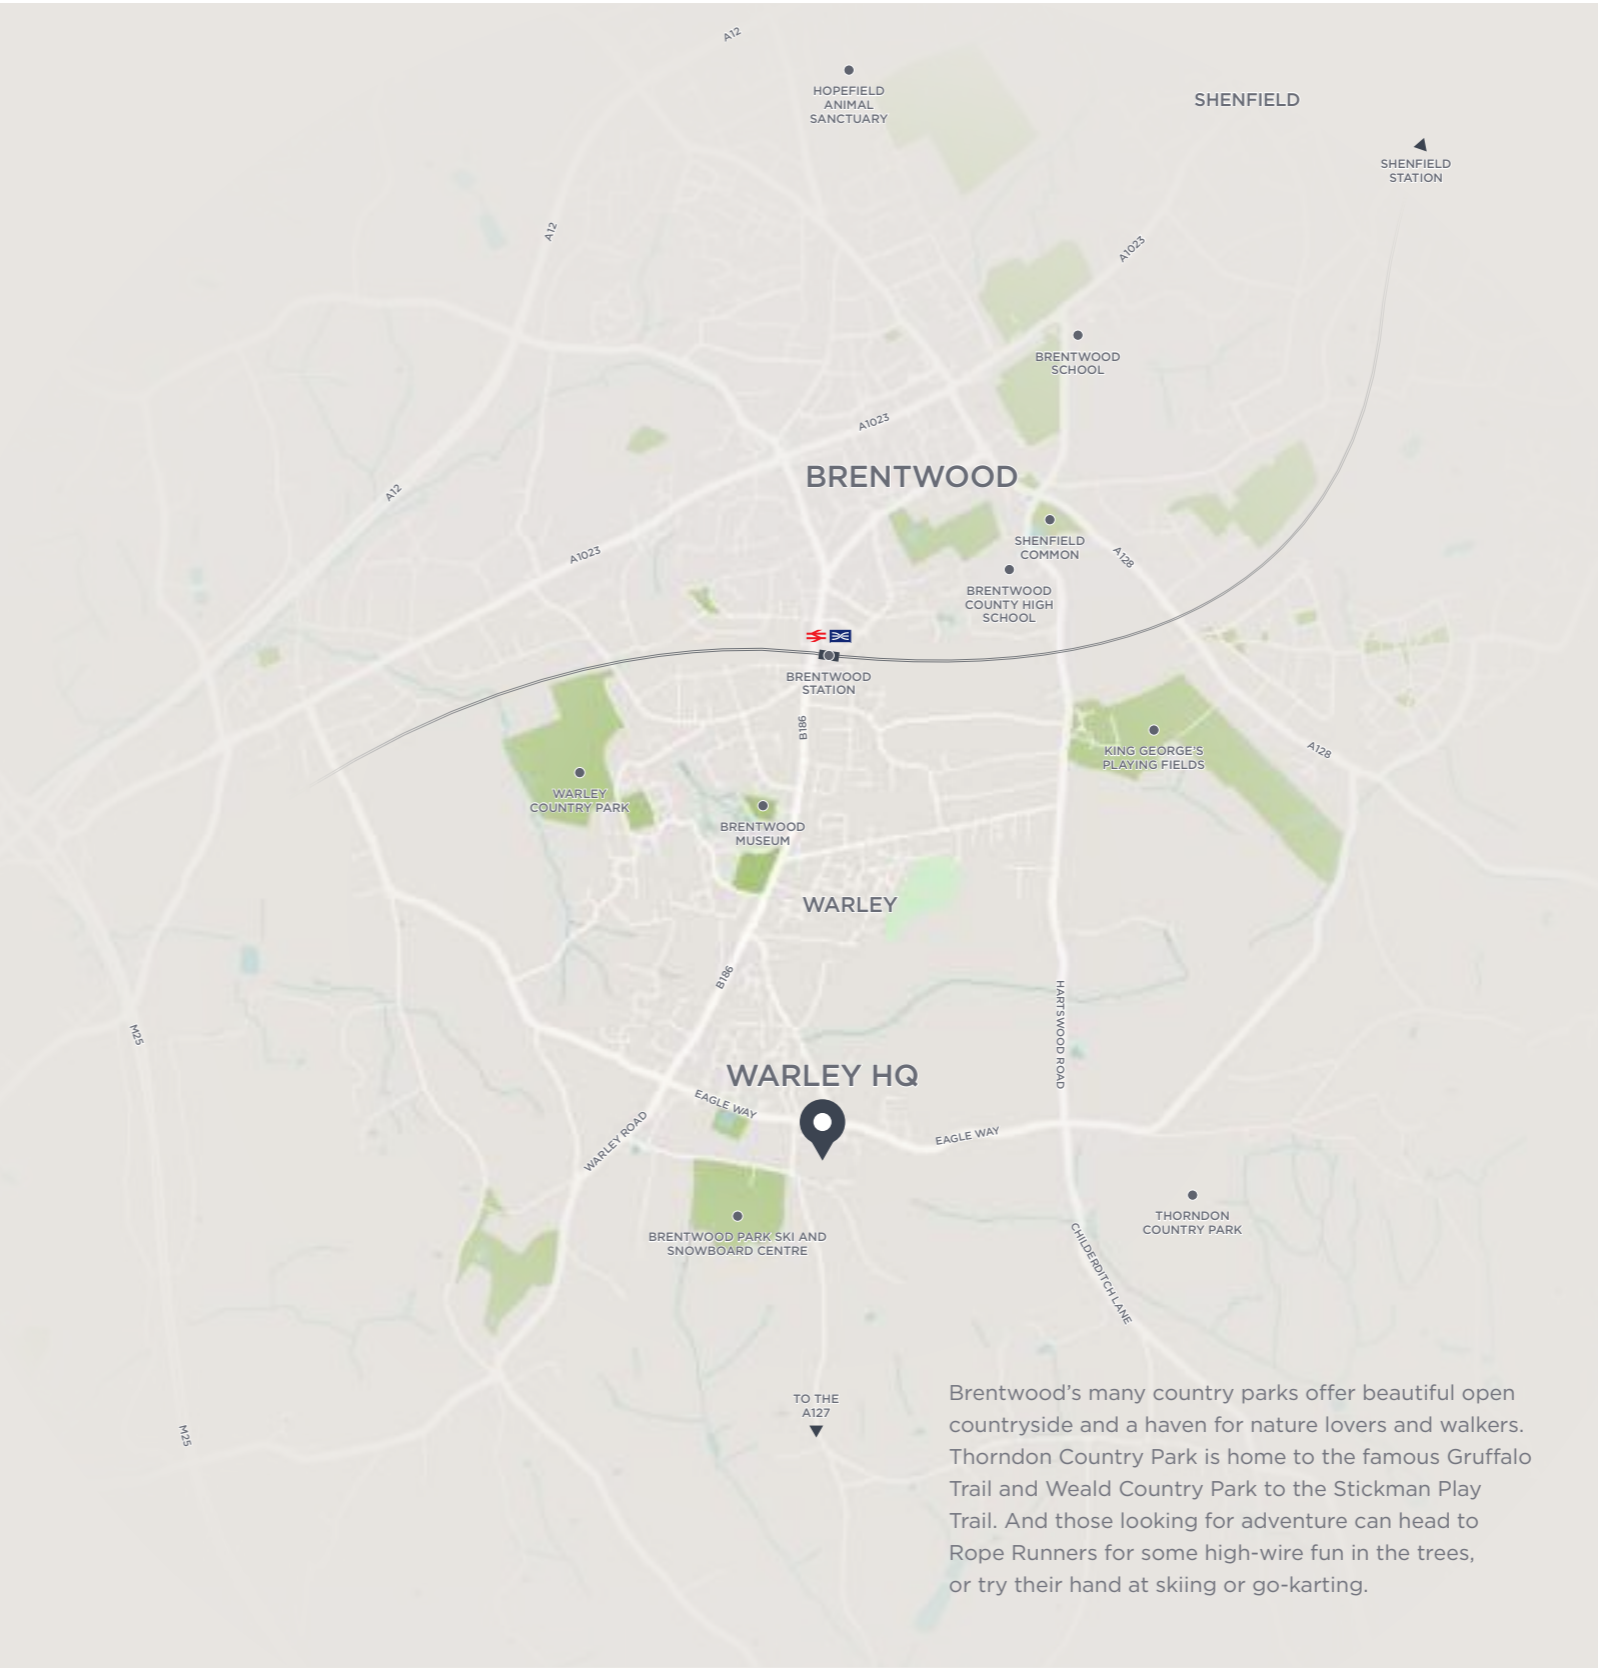 A12
HOPEFIELD
ANIMAL
SANCTUARY
SHENFIELD
SHENFIELD
STATION
A12
A1023
BRENTWOOD
SCHOOL
A1023
BRENTWOOD
A12
SHENFIELD
COMMON
A1023
A128
BRENTWOOD
COUNTY HIGH
SCHOOL
BRENTWOOD
STATION
B186
KING GEORGE'S
PLAYING FIELDS
A128
WARLEY
COUNTRY PARK
BRENTWOOD
MUSEUM
WARLEY
B186
HARTSWOOD ROAD
M25
WARLEY HQ
EAGLE WAY
WARLEY ROAD
EAGLE WAY
THORNDON
COUNTRY PARK
BRENTWOOD PARK SKI AND
SNOWBOARD CENTRE
CHILDERDITCH LANE
TO THE
A127
M25
Brentwood’s many country parks offer beautiful open
countryside and a haven for nature lovers and walkers.
Thorndon Country Park is home to the famous Gruffalo
Trail and Weald Country Park to the Stickman Play
Trail. And those looking for adventure can head to
Rope Runners for some high-wire fun in the trees,
or try their hand at skiing or go-karting.